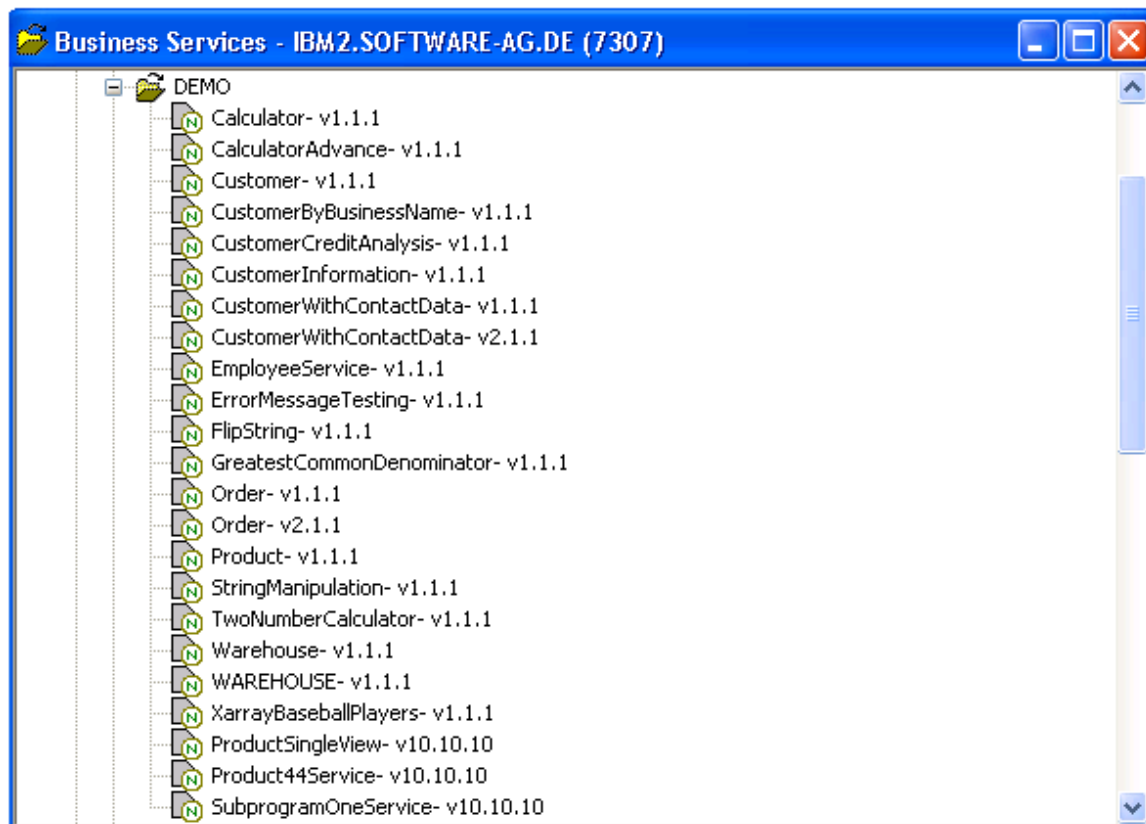 Business Services - IBM2.SOFTWARE-AG.DE (7307)
DEMO
N Calculator- v1.1.1
N CalculatorAdvance- v1.1.1
N Customer- v1.1.1
N CustomerByBusinessName- v1.1.1
N CustomerCreditAnalysis- v1.1.1
N CustomerInformation- v1.1.1
N CustomerWithContactData- v1.1.1
N CustomerWithContactData- v2.1.1
N EmployeeService- v1.1.1
N ErrorMessageTesting- v1.1.1
N FlipString- v1.1.1
N GreatestCommonDenominator- v1.1.1
N Order- v1.1.1
N Order- v2.1.1
N Product- v1.1.1
N StringManipulation- v1.1.1
N TwoNumberCalculator- v1.1.1
N Warehouse- v1.1.1
N WAREHOUSE- v1.1.1
N XarrayBaseballPlayers- v1.1.1
N ProductSingleView- v10.10.10
N Product44Service- v10.10.10
N SubprogramOneService- v10.10.10